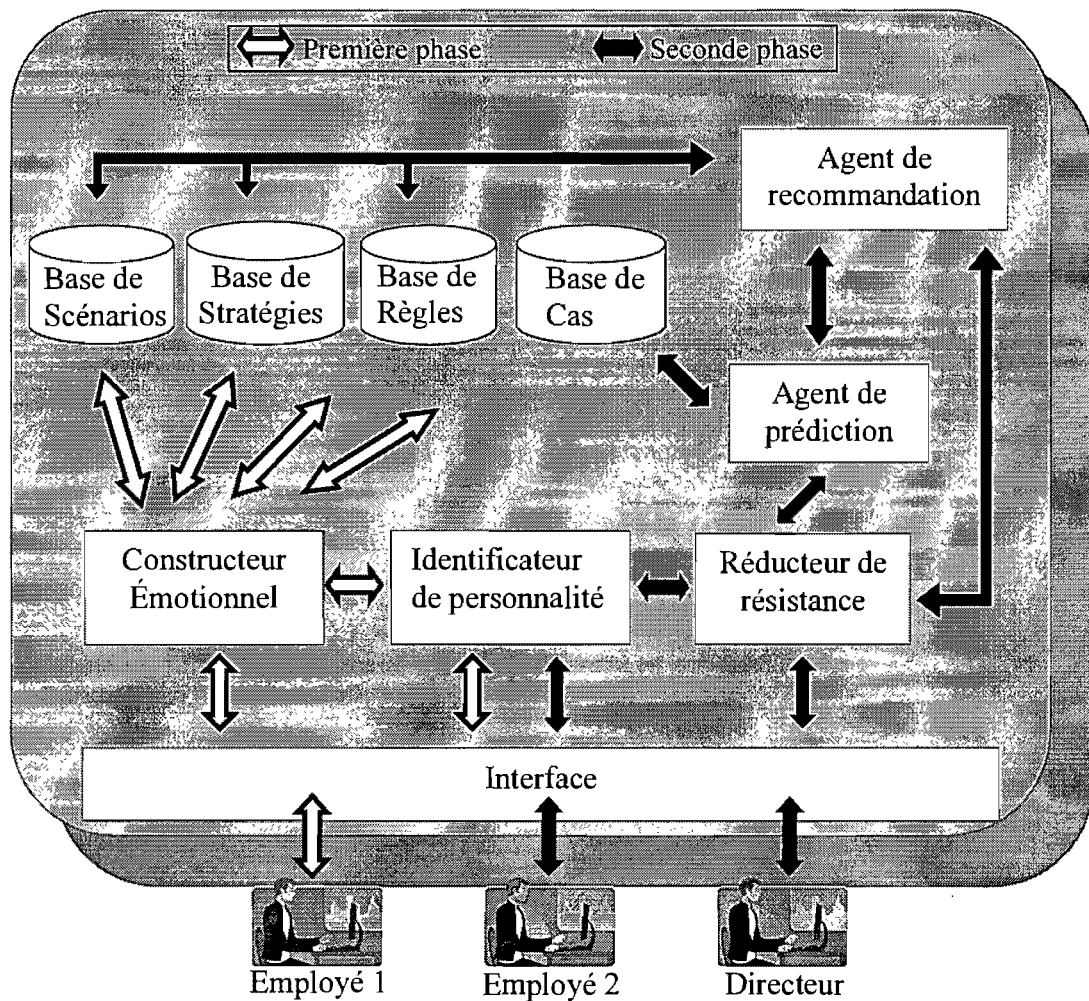 Première phase
Seconde phase
Agent de
recommandation
Base de
Scénarios
Base de
Stratégies
Base de
Règles
Base de
Cas
Agent de
prédiction
Constructeur
Émotionnel
Identificateur
de personnalité
Réducteur de
résistance
Interface
Employé 1
Employé 2
Directeur